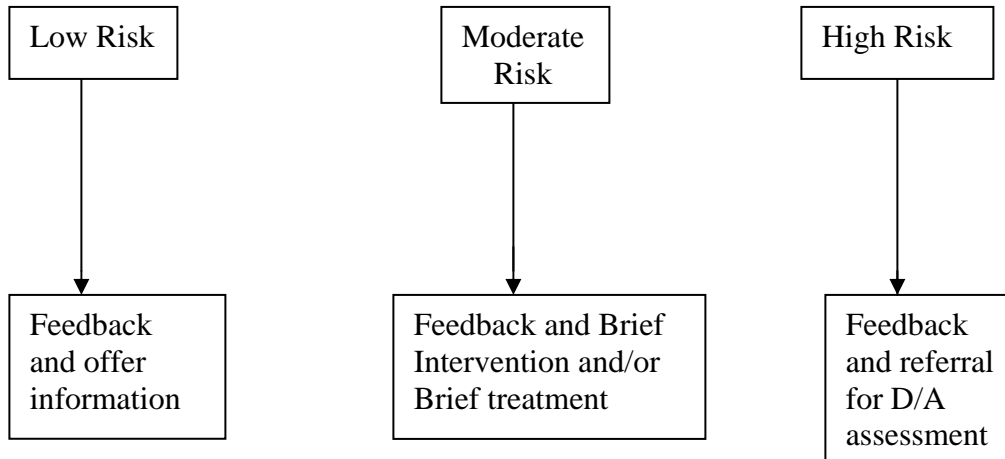 Low Risk
Moderate
Risk
High Risk
Feedback
and offer
information
Feedback and Brief
Intervention and/or
Brief treatment
Feedback
and referral
for D/A
assessment